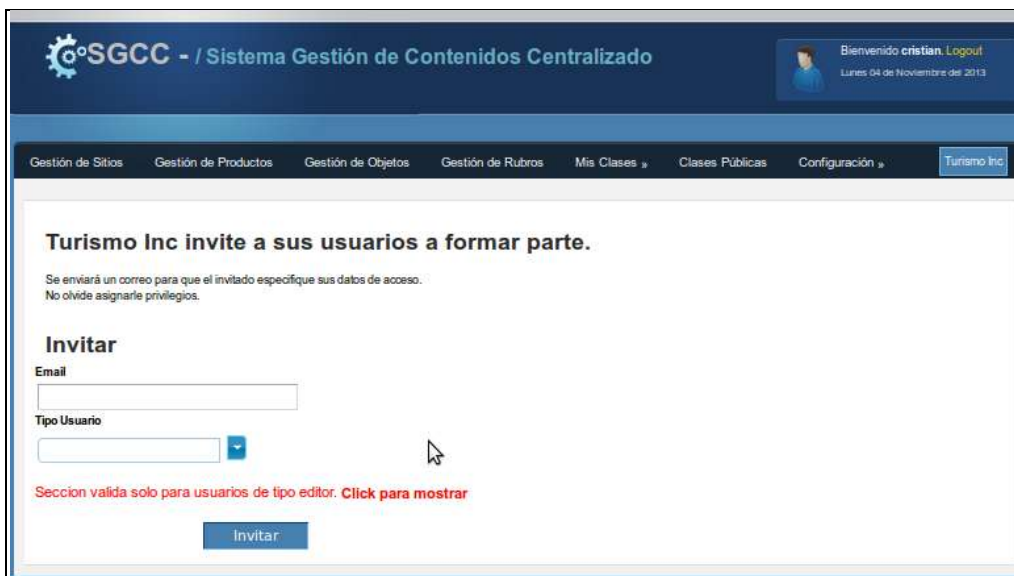 SGCC - / Sistema Gestión de Contenidos Centralizado
Bienvenido cristian. Logout
Lunes 04 de Noviembre del 2013
Gestión de Sitios Gestión de Productos Gestión de Objetos Gestión de Rubros Mis Clases » Clases Públicas Configuración » Turismo Inc
Turismo Inc invite a sus usuarios a formar parte.
Se enviará un correo para que el invitado especifique sus datos de acceso.
No olvide asignarle privilegios.
Invitar
Email
Tipo Usuario
Seccion valida solo para usuarios de tipo editor. Click para mostrar
Invitar